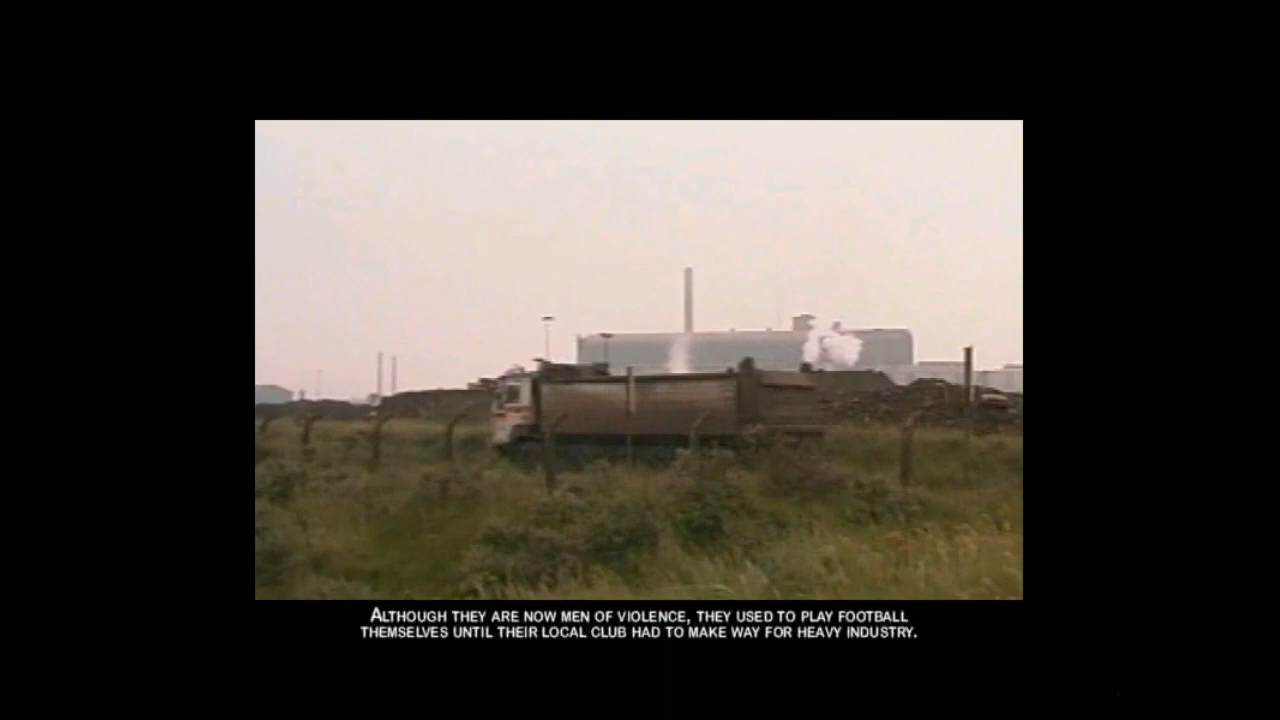 ALTHOUGH THEY ARE NOW MEN OF VIOLENCE, THEY USED TO PLAY FOOTBALL
THEMSELVES UNTIL THEIR LOCAL CLUB HAD TO MAKE WAY FOR HEAVY INDUSTRY.